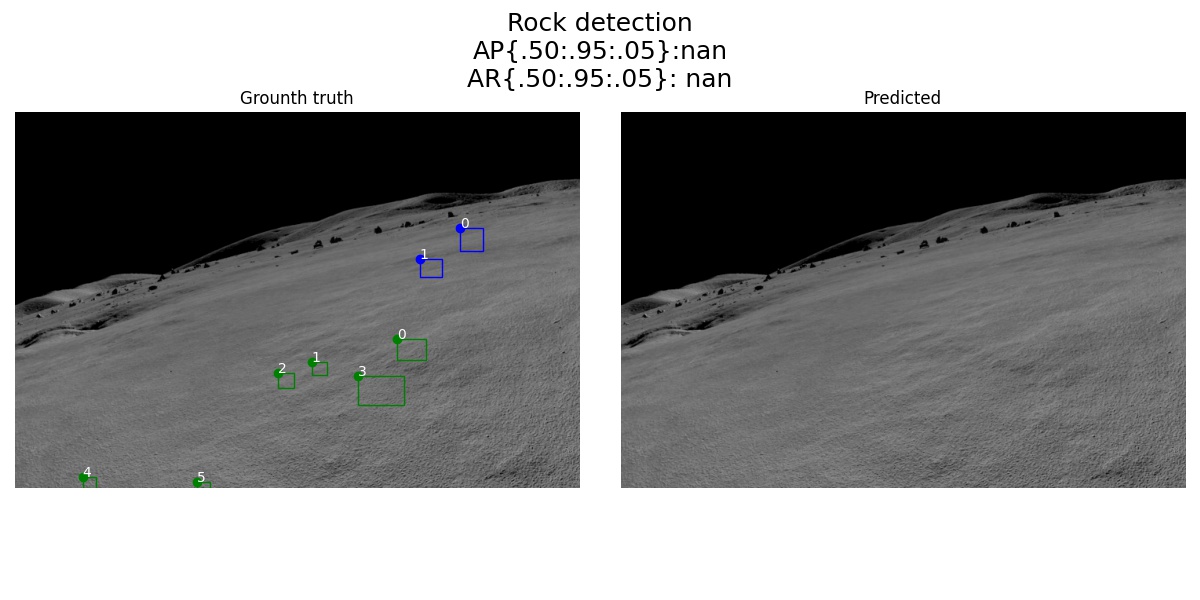 Rock detection
AP{.50:.95:.05}:nan
AR{.50:.95:.05}: nan
Grounth truth
Predicted
0
1
0
1
2
3
4
5